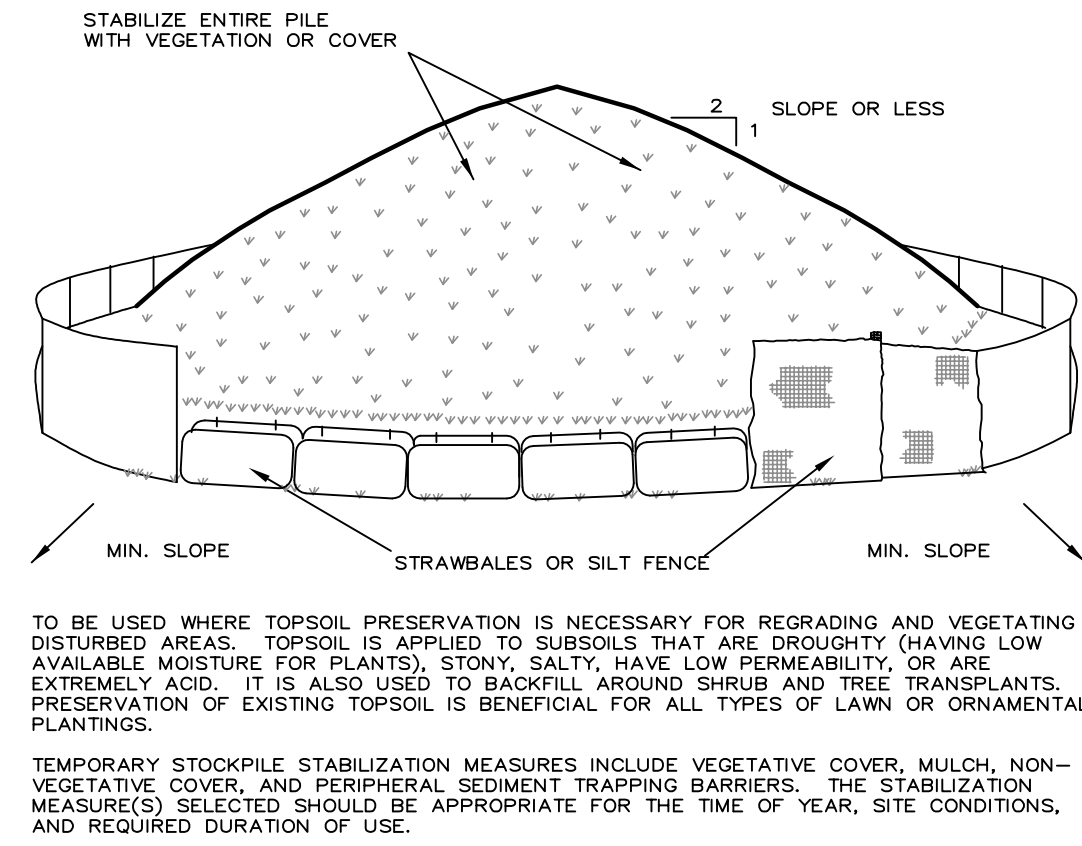 STABILIZE ENTIRE PILE
WITH VEGETATION OR COVER
2
SLOPE OR LESS
1
MIN. SLOPE
STRAWBALES OR SILT FENCE
MIN. SLOPE
TO BE USED WHERE TOPSOIL PRESERVATION IS NECESSARY FOR REGRADING AND VEGETATING
DISTURBED AREAS. TOPSOIL IS APPLIED TO SUBSOILS THAT ARE DROUGHTY (HAVING LOW
AVAILABLE MOISTURE FOR PLANTS), STONY, SALTY, HAVE LOW PERMEABILITY, OR ARE
EXTREMELY ACID. IT IS ALSO USED TO BACKFILL AROUND SHRUB AND TREE TRANSPLANTS.
PRESERVATION OF EXISTING TOPSOIL IS BENEFICIAL FOR ALL TYPES OF LAWN OR ORNAMENTAL
PLANTINGS.
TEMPORARY STOCKPILE STABILIZATION MEASURES INCLUDE VEGETATIVE COVER, MULCH, NON-
VEGETATIVE COVER, AND PERIPHERAL SEDIMENT TRAPPING BARRIERS. THE STABILIZATION
MEASURE(S) SELECTED SHOULD BE APPROPRIATE FOR THE TIME OF YEAR, SITE CONDITIONS,
AND REQUIRED DURATION OF USE.